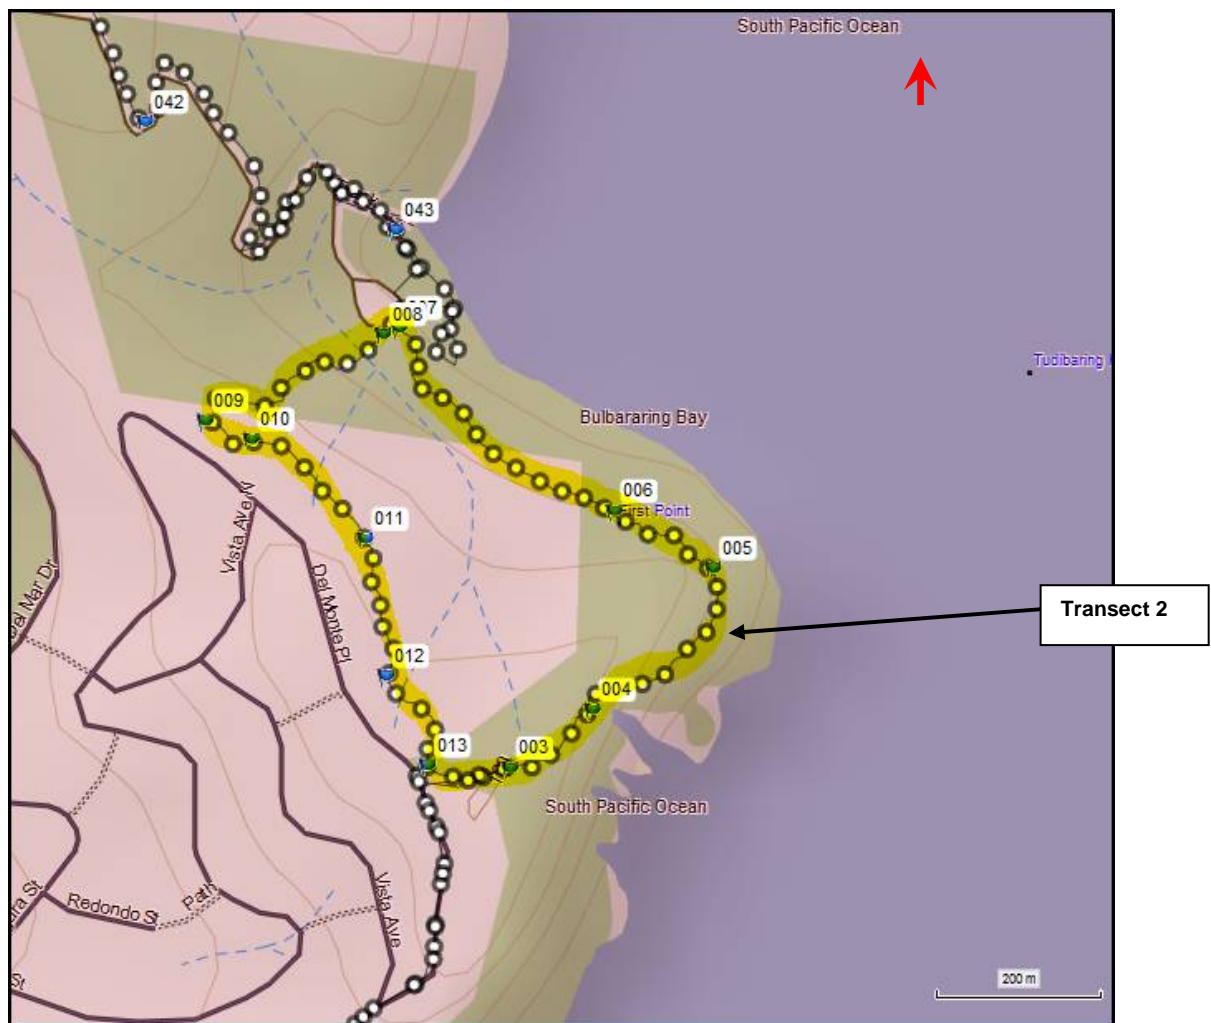 South Pacific Ocean
042
043
008
Tudibaring
009
010
Bulbararing Bay
006
First Point
011
005
Vista Ave N
Del Mar Dr
Del Monte Pl
Transect 2
012
004
013
003
South Pacific Ocean
Vista Ave
Path
Redondo St
St
200 m